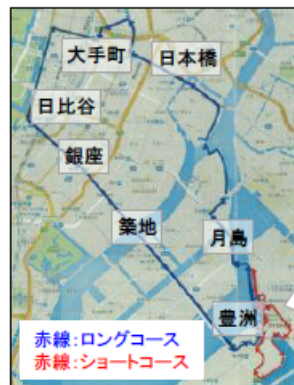 大手町
日本橋
日比谷
銀座
築地
月島
豊洲
赤線:ロングコース
赤線:ショートコース